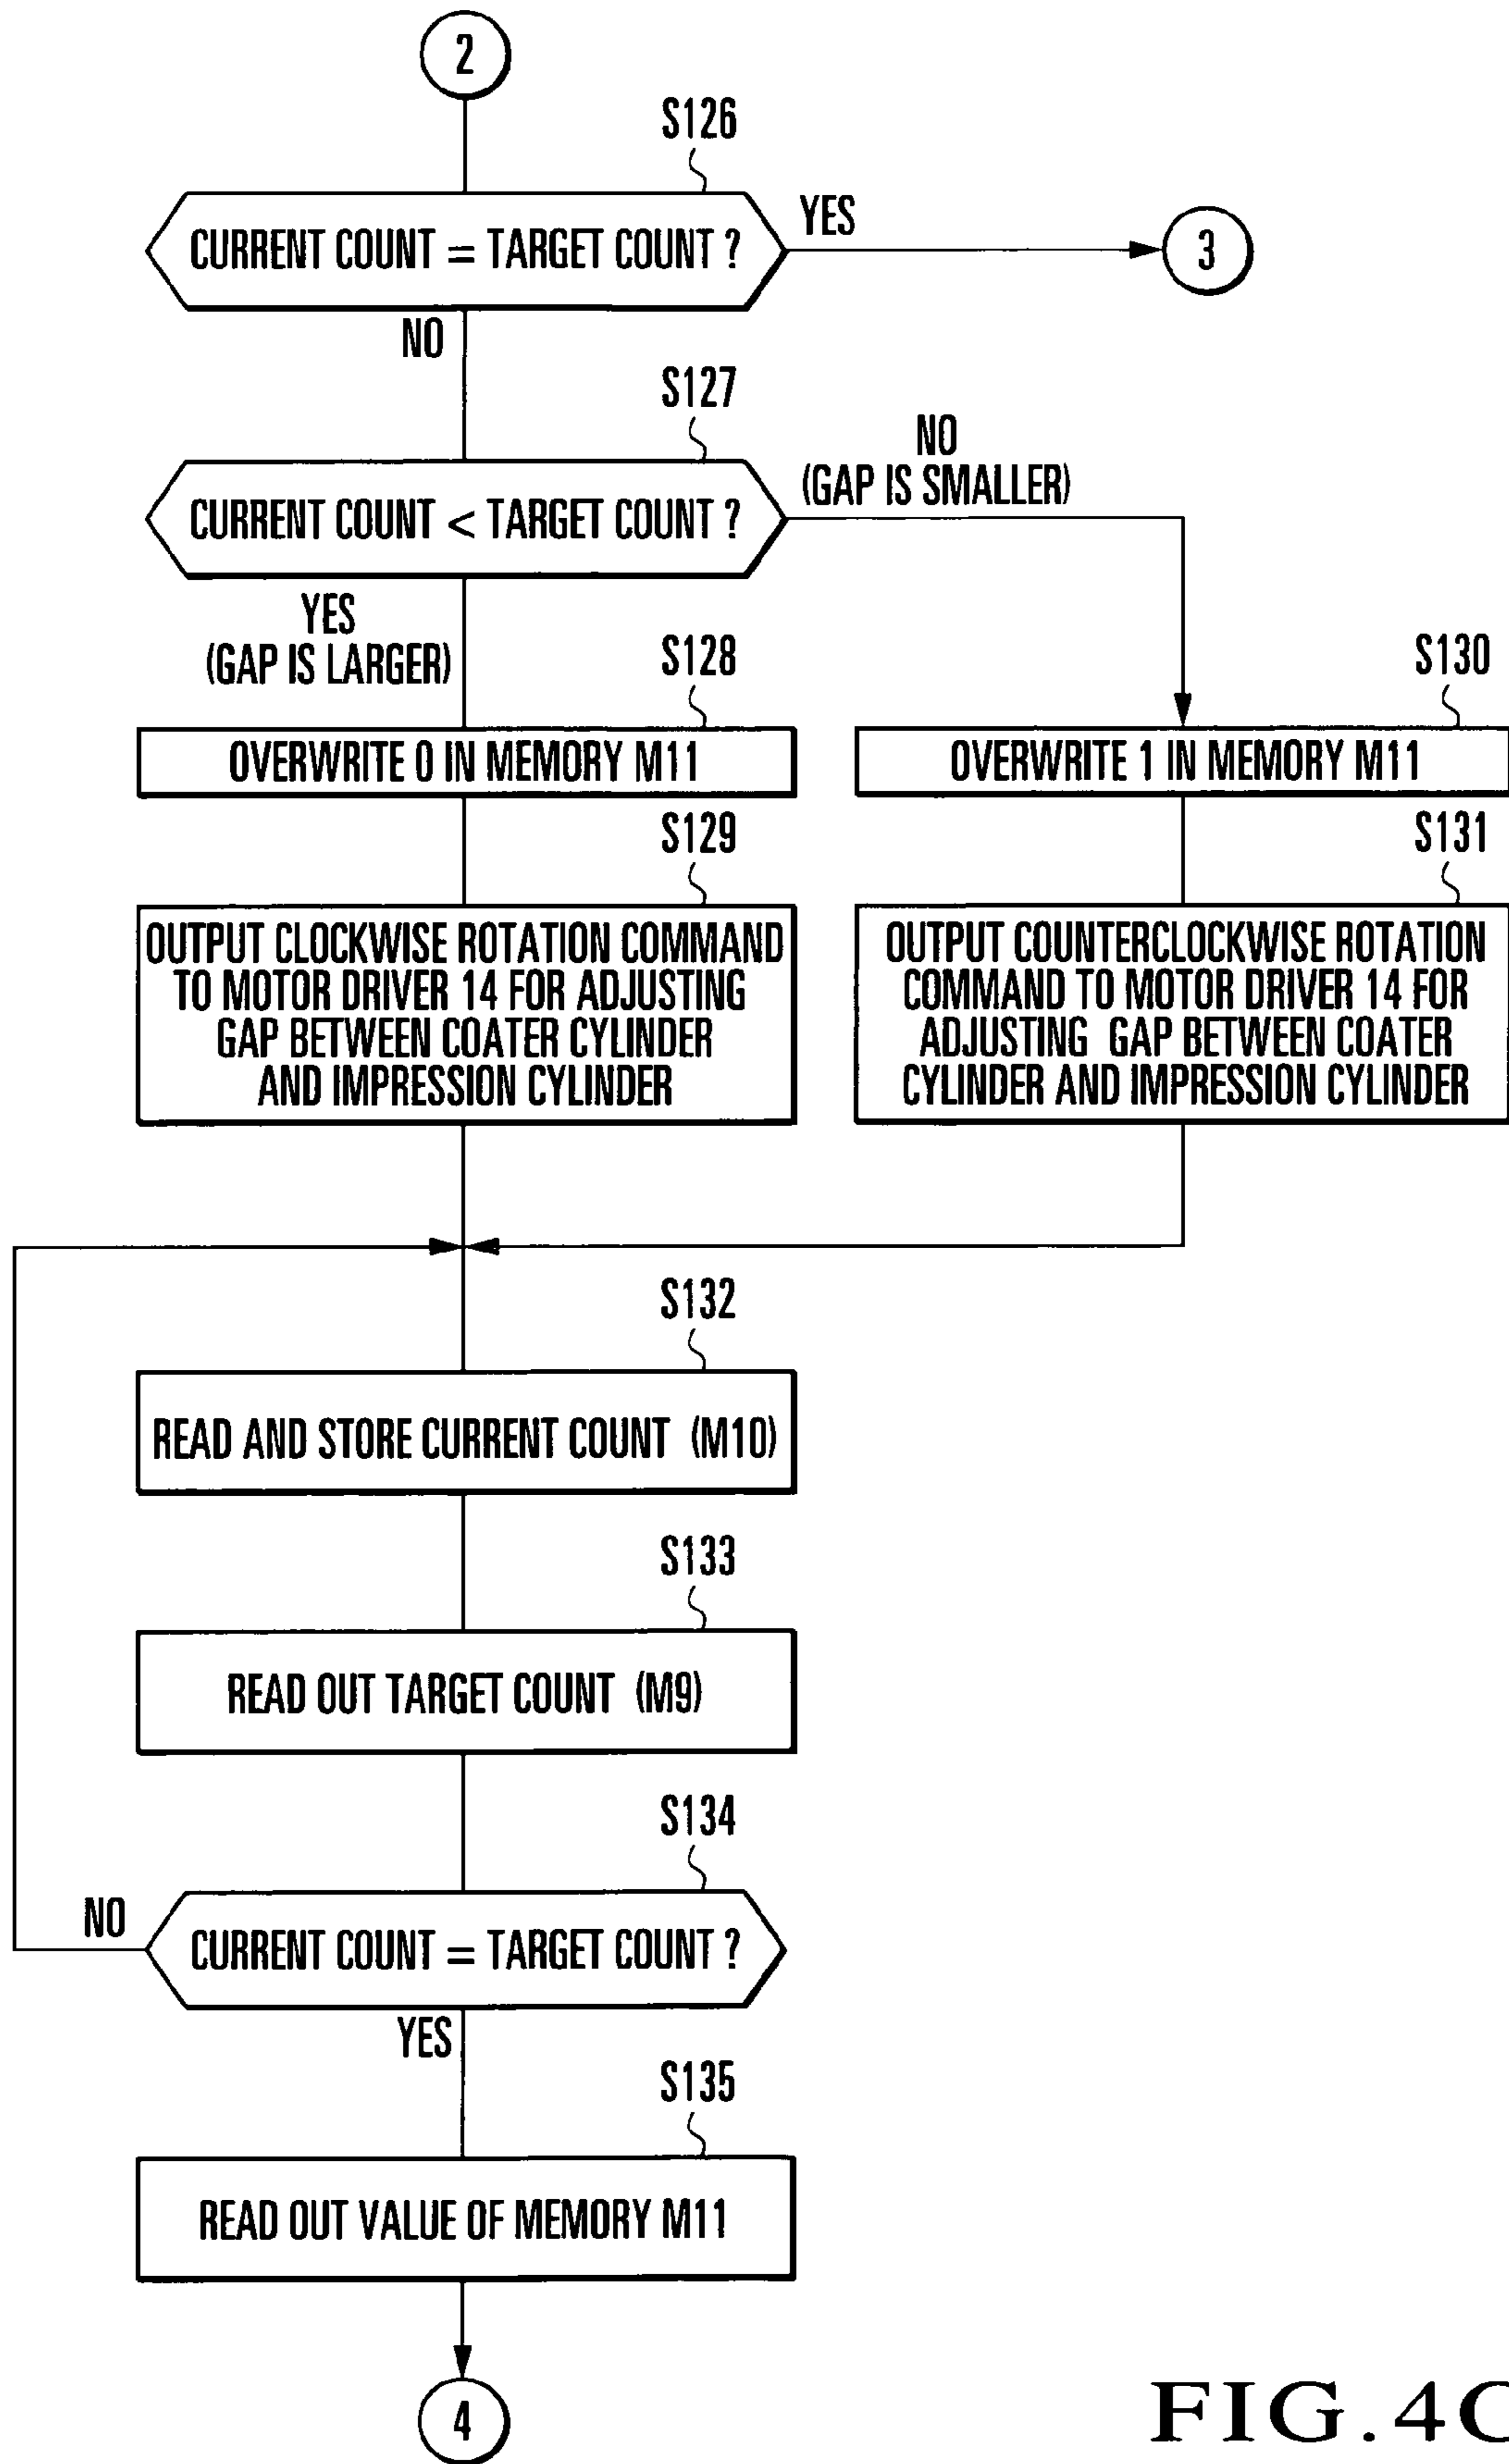 2
S126
CURRENT COUNT = TARGET COUNT ?
YES
3
NO
S127
CURRENT COUNT < TARGET COUNT ?
NO
(GAP IS SMALLER)
YES
(GAP IS LARGER)
S128
OVERWRITE 0 IN MEMORY M11
S130
OVERWRITE 1 IN MEMORY M11
S129
OUTPUT CLOCKWISE ROTATION COMMAND
TO MOTOR DRIVER 14 FOR ADJUSTING
GAP BETWEEN COATER CYLINDER
AND IMPRESSION CYLINDER
S131
OUTPUT COUNTERCLOCKWISE ROTATION
COMMAND TO MOTOR DRIVER 14 FOR
ADJUSTING GAP BETWEEN COATER
CYLINDER AND IMPRESSION CYLINDER
S132
READ AND STORE CURRENT COUNT (M10)
S133
READ OUT TARGET COUNT (M9)
S134
CURRENT COUNT = TARGET COUNT ?
NO
YES
S135
READ OUT VALUE OF MEMORY M11
4
FIG.4C